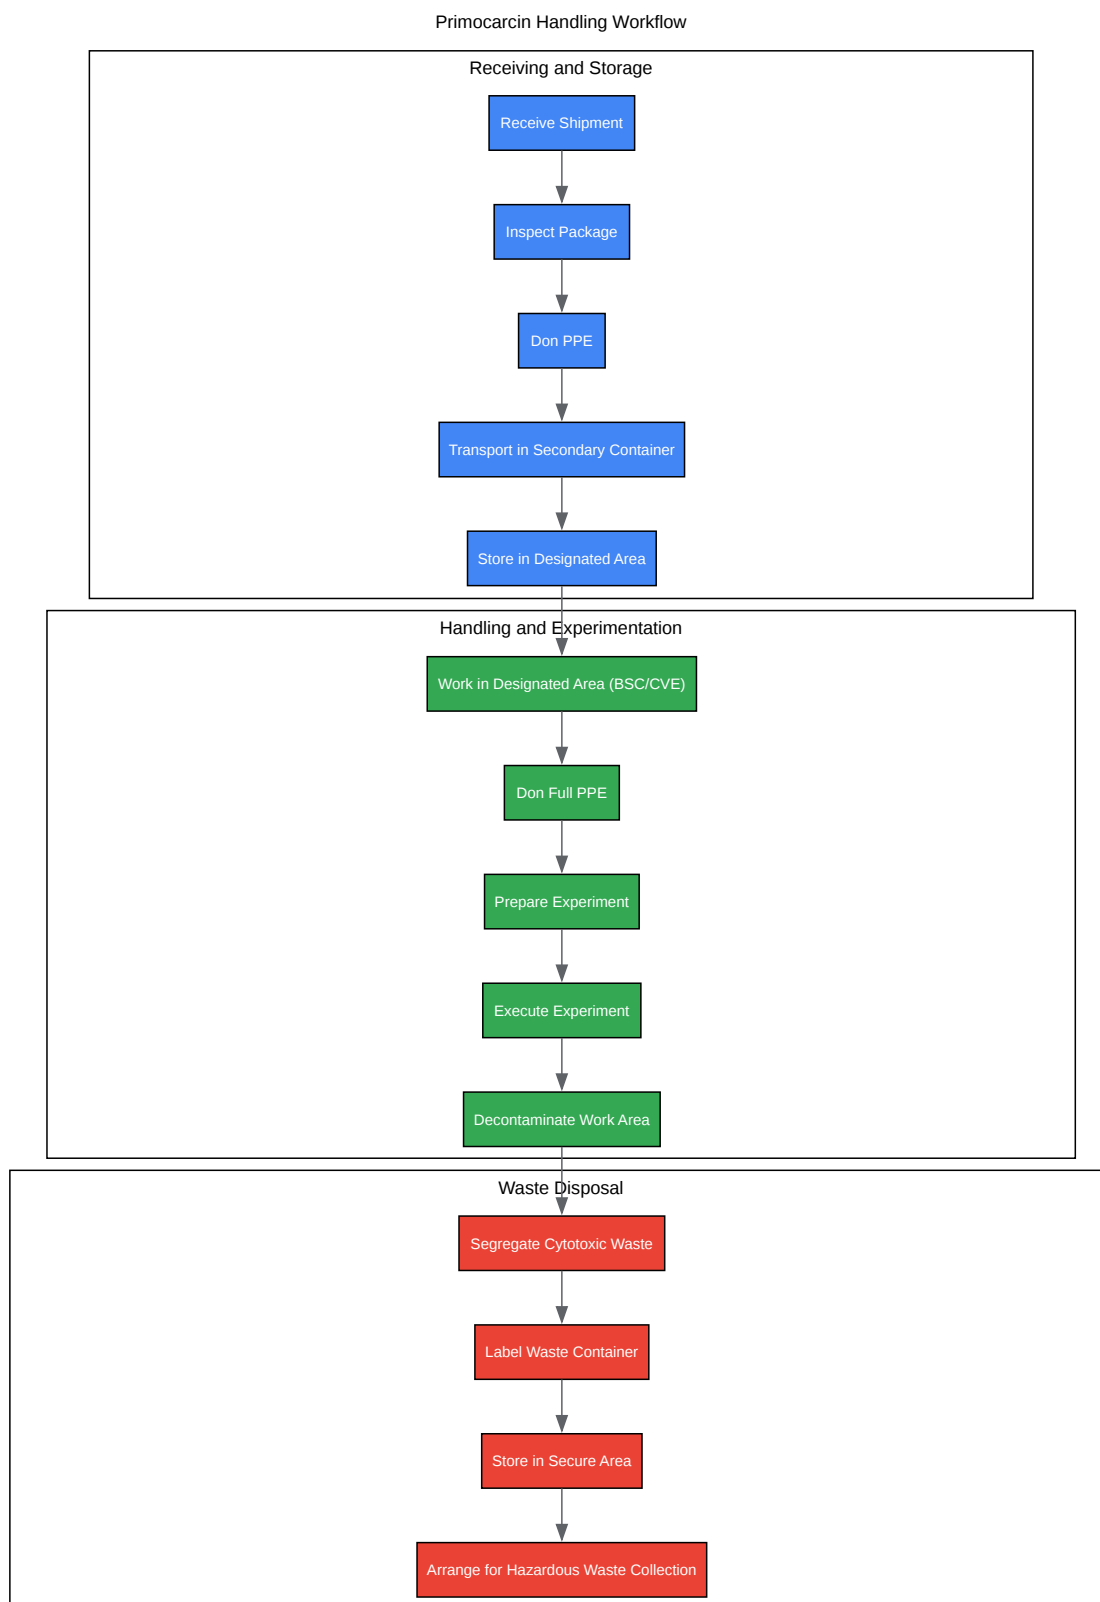 Primocarcin Handling Workflow
Receiving and Storage
Receive Shipment
Inspect Package
Don PPE
Transport in Secondary Container
Store in Designated Area
Handling and Experimentation
Work in Designated Area (BSC/CVE)
Don Full PPE
Prepare Experiment
Execute Experiment
Decontaminate Work Area
Waste Disposal
Segregate Cytotoxic Waste
Label Waste Container
Store in Secure Area
Arrange for Hazardous Waste Collection